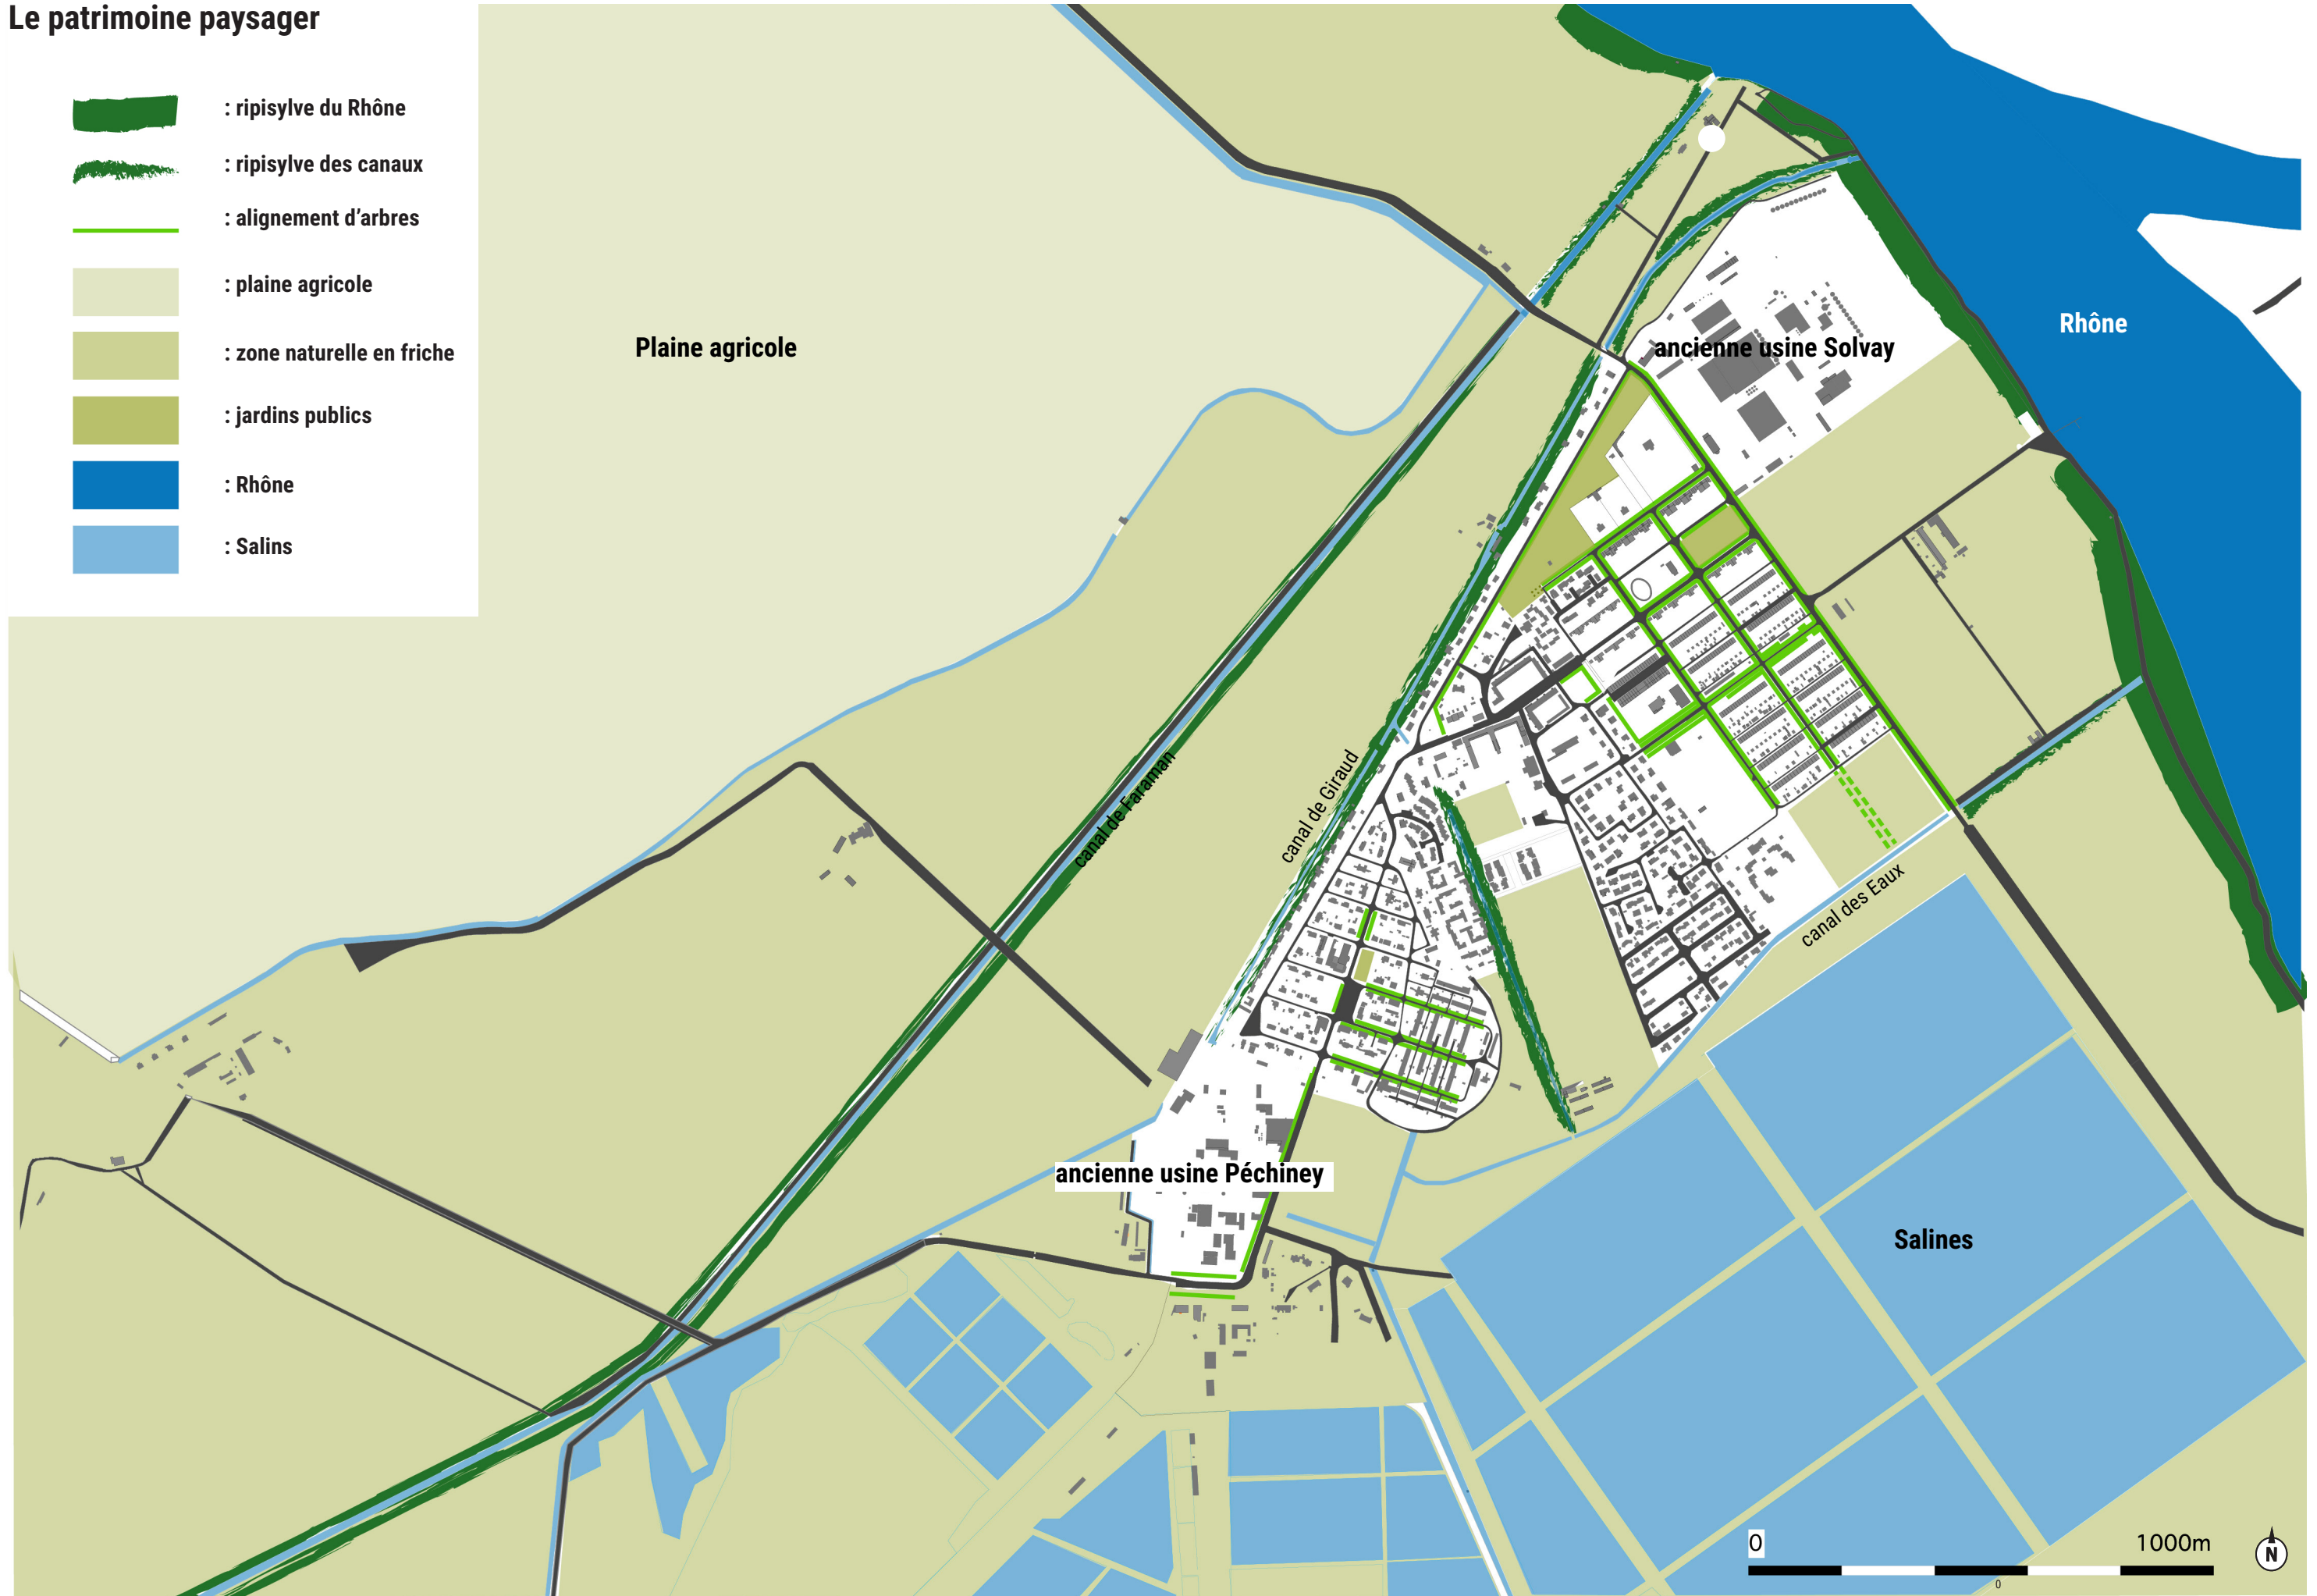 Le patrimoine paysager
: ripisylve du Rhône
: ripisylve des canaux
: alignement d’arbres
: plaine agricole
: zone naturelle en friche
: jardins publics
: Rhône
: Salins
Plaine agricole
Rhône
ancienne usine Solvay
canal de Faraman
canal de Giraud
canal des Eaux
ancienne usine Péchiney
Salines
0
1000m
N
0